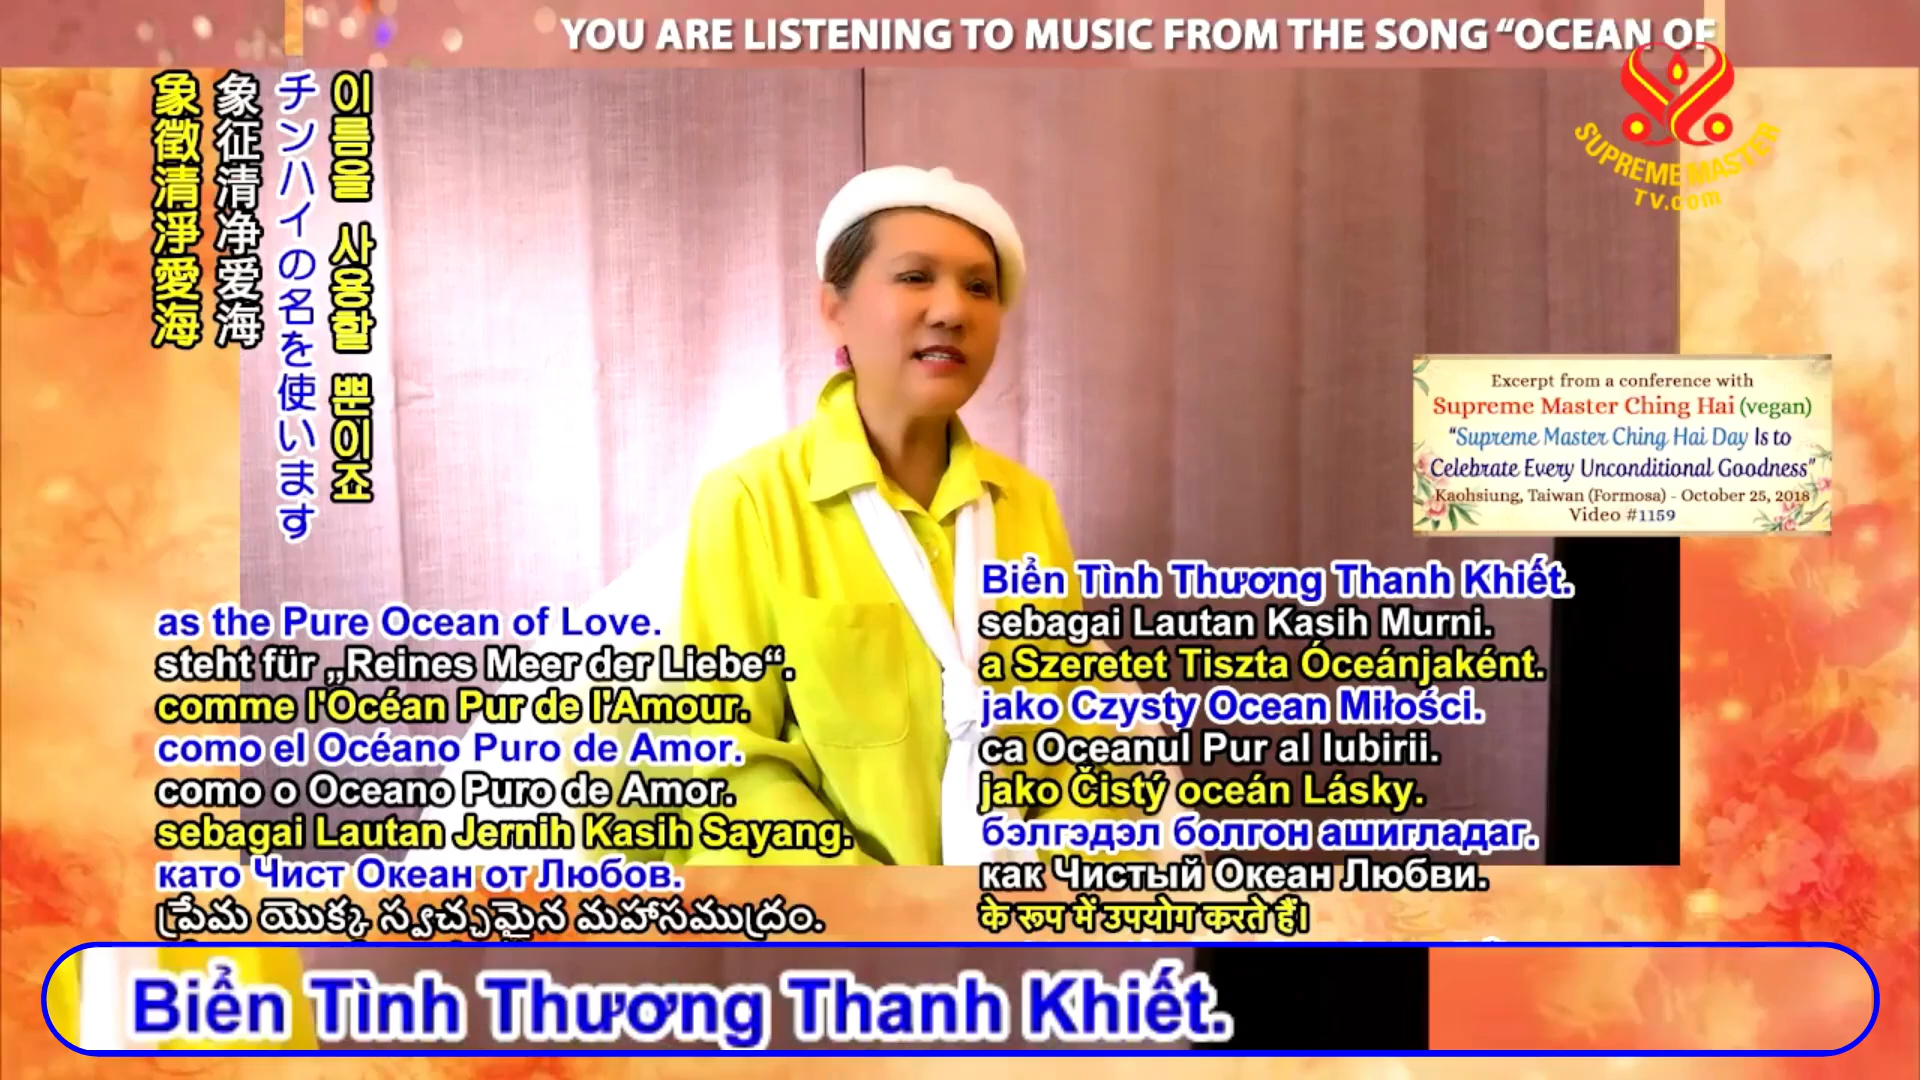 YOU ARE LISTENING TO MUSIC FROM THE SONG “OCEAN OF
SUPREME MASTER
TV.com
象徵清淨愛海
象征清净爱海
チンハイの名を使います
이름을 사용할 뿐이죠
Excerpt from a conference with
Supreme Master Ching Hai (vegan)
“Supreme Master Ching Hai Day Is to
Celebrate Every Unconditional Goodness”
Kaohsiung, Taiwan (Formosa) - October 25, 2018
Video #1159
as the Pure Ocean of Love.
steht für „Reines Meer der Liebe“.
comme l'Océan Pur de l'Amour.
como el Océano Puro de Amor.
como o Oceano Puro de Amor.
sebagai Lautan Jernih Kasih Sayang.
като Чист Океан от Любов.
ప్రేమ యొక్క స్వచ్ఛమైన మహాసముద్రం.
Biển Tình Thương Thanh Khiết.
sebagai Lautan Kasih Murni.
a Szeretet Tiszta Óceánjaként.
jako Czysty Ocean Miłości.
ca Oceanul Pur al Iubirii.
jako Čistý oceán Lásky.
бэлгэдэл болгон ашигладаг.
как Чистый Океан Любви.
के रूप में उपयोग करते हैं।
Biển Tình Thương Thanh Khiết.